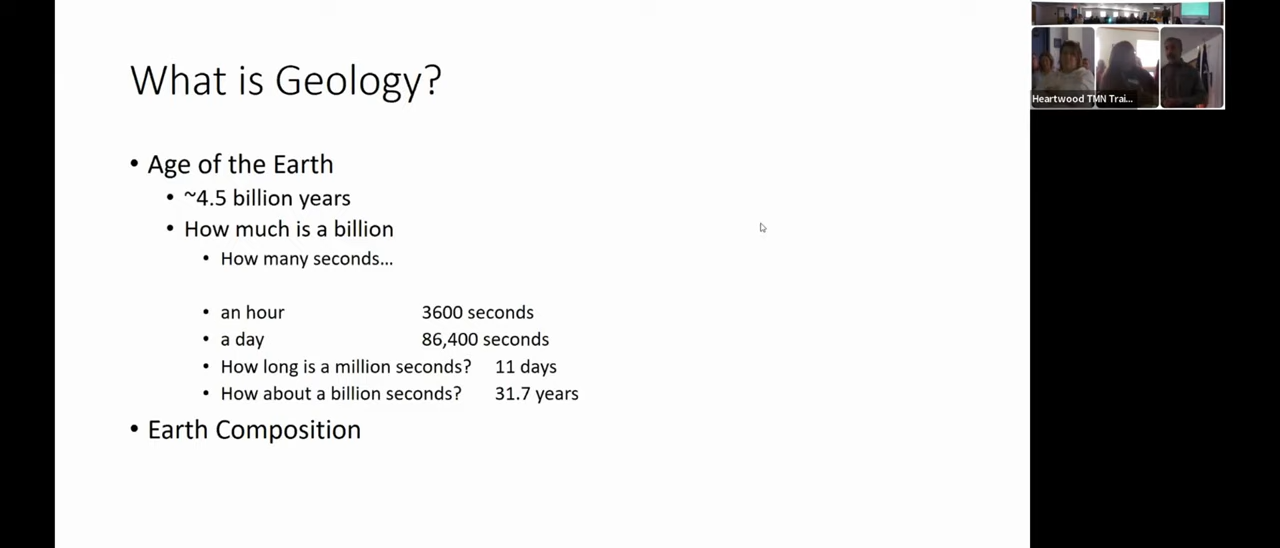 What is Geology?
• Age of the Earth
• ~4.5 billion years
• How much is a billion
• How many seconds…
• an hour 3600 seconds
• a day 86,400 seconds
• How long is a million seconds? 11 days
• How about a billion seconds? 31.7 years
• Earth Composition
Heartwood TMN Trai...